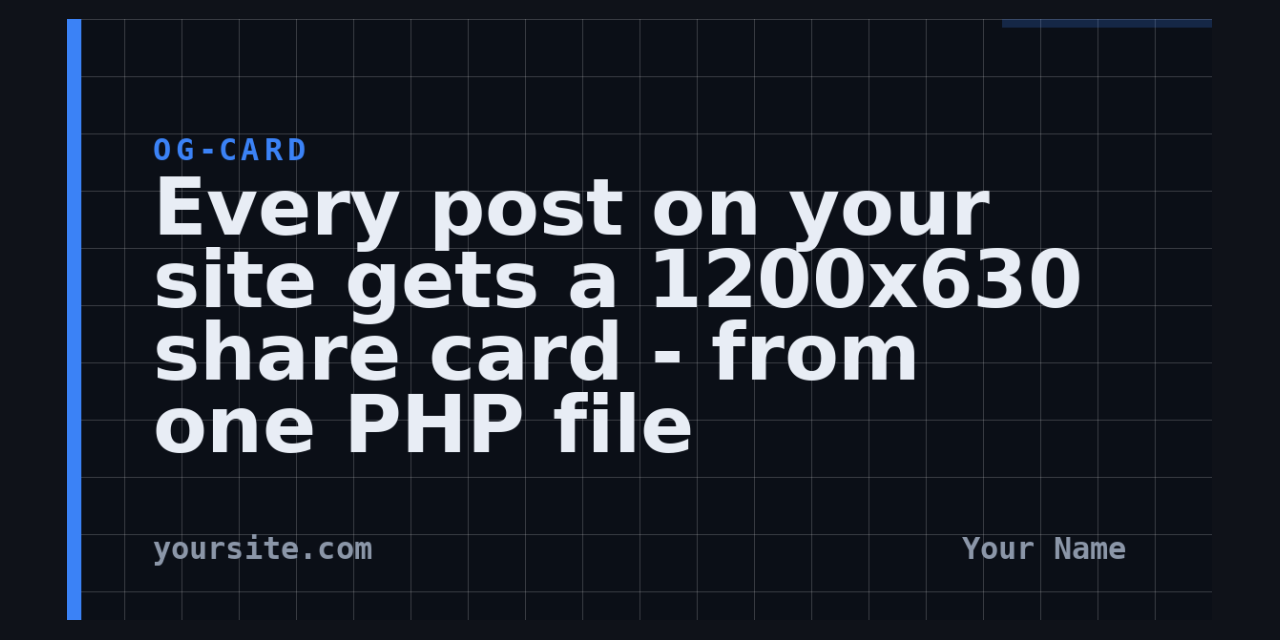 OG-CARD
Every post on your
site gets a 1200x630
share card - from
one PHP file
yoursite.com
Your Name